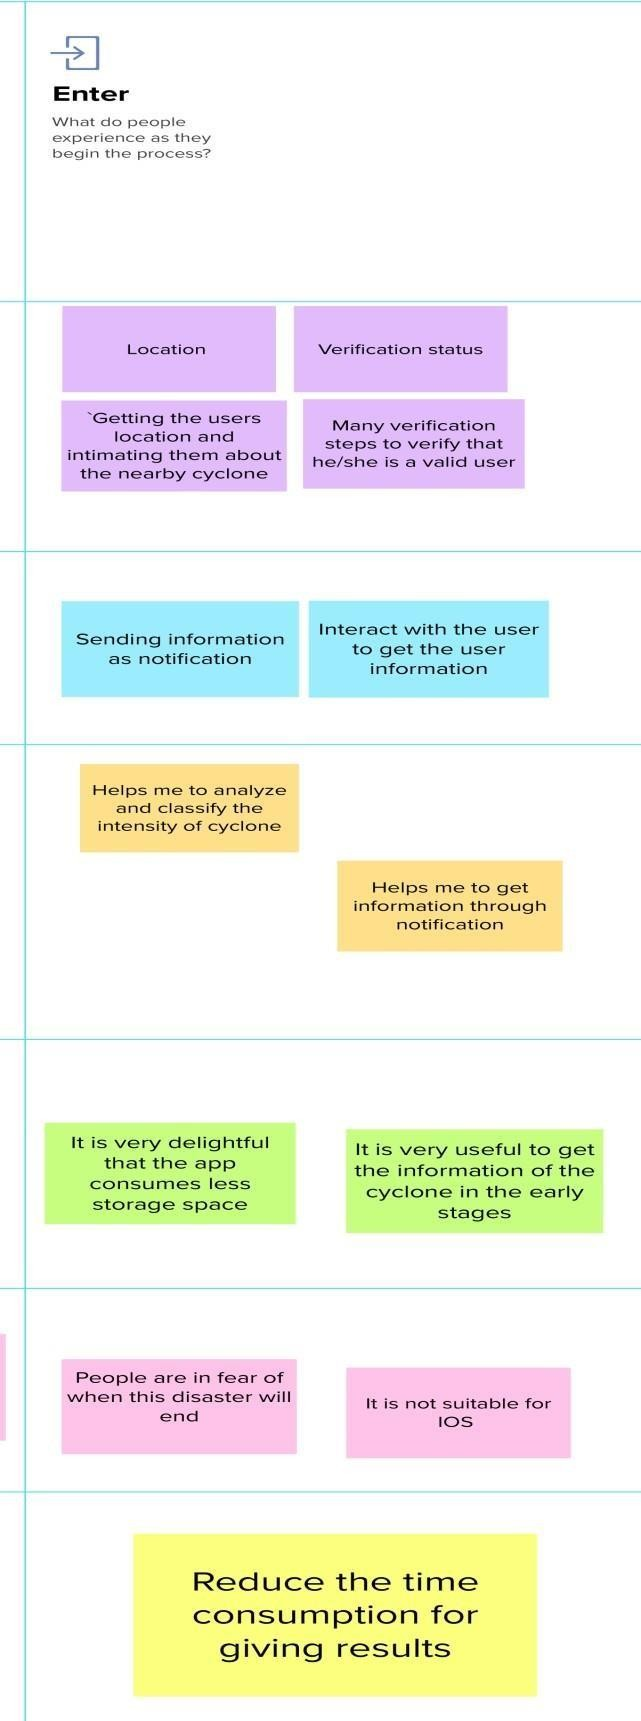 Enter
What do people
experience as they
begin the process?
Location
Verification status
`Getting the users
location and
intimating them about
the nearby cyclone
Many verification
steps to verify that
he/she is a valid user
Sending information
as notification
Interact with the user
to get the user
information
Helps me to analyze
and classify the
intensity of cyclone
Helps me to get
information through
notification
It is very delightful
that the app
consumes less
storage space
It is very useful to get
the information of the
cyclone in the early
stages
People are in fear of
when this disaster will
end
It is not suitable for
IOS
Reduce the time
consumption for
giving results